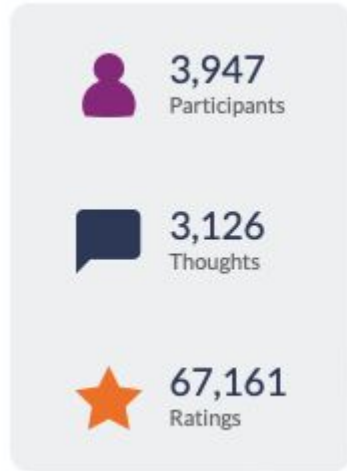 3,947
Participants
3,126
Thoughts
67,161
Ratings